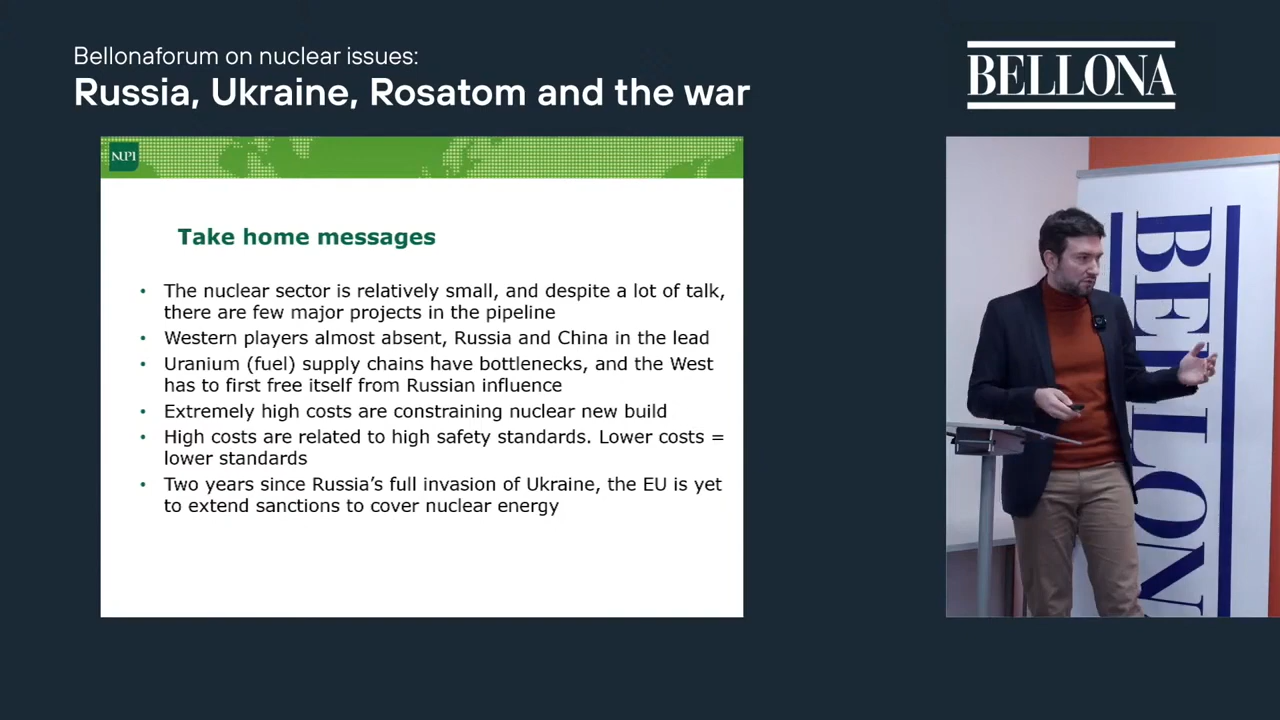 Bellonaforum on nuclear issues:
Russia, Ukraine, Rosatom and the war
BELLONA
NUPI
Take home messages
• The nuclear sector is relatively small, and despite a lot of talk,
there are few major projects in the pipeline
• Western players almost absent, Russia and China in the lead
• Uranium (fuel) supply chains have bottlenecks, and the West
has to first free itself from Russian influence
• Extremely high costs are constraining nuclear new build
• High costs are related to high safety standards. Lower costs =
lower standards
• Two years since Russia’s full invasion of Ukraine, the EU is yet
to extend sanctions to cover nuclear energy
BELLON